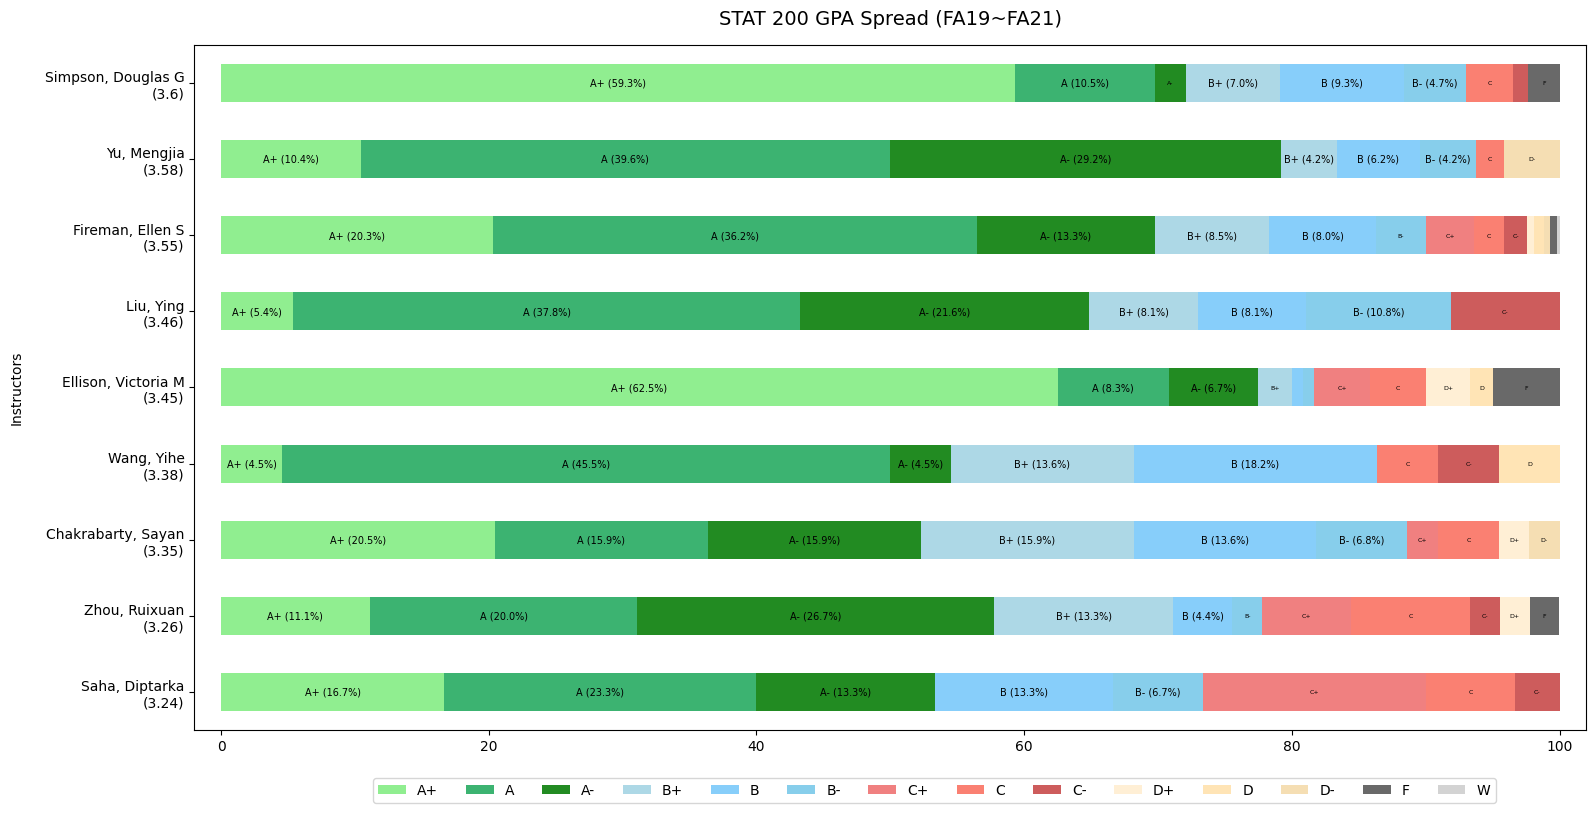 STAT 200 GPA Spread (FA19~FA21)
Instructors
Simpson, Douglas G
(3.6)
A+ (59.3%) A (10.5%) A- B+ (7.0%) B (9.3%) B- (4.7%) C F
Yu, Mengjia
(3.58)
A+ (10.4%) A (39.6%) A- (29.2%) B+ (4.2%) B (6.2%) B- (4.2%) C D-
Fireman, Ellen S
(3.55)
A+ (20.3%) A (36.2%) A- (13.3%) B+ (8.5%) B (8.0%) B- C+ C C-
Liu, Ying
(3.46)
A+ (5.4%) A (37.8%) A- (21.6%) B+ (8.1%) B (8.1%) B- (10.8%) C-
Ellison, Victoria M
(3.45)
A+ (62.5%) A (8.3%) A- (6.7%) B+ C+ C D+ D F
Wang, Yihe
(3.38)
A+ (4.5%) A (45.5%) A- (4.5%) B+ (13.6%) B (18.2%) C C- D
Chakrabarty, Sayan
(3.35)
A+ (20.5%) A (15.9%) A- (15.9%) B+ (15.9%) B (13.6%) B- (6.8%) C+ C D+ D-
Zhou, Ruixuan
(3.26)
A+ (11.1%) A (20.0%) A- (26.7%) B+ (13.3%) B (4.4%) B- C+ C C- D+ F
Saha, Diptarka
(3.24)
A+ (16.7%) A (23.3%) A- (13.3%) B (13.3%) B- (6.7%) C+ C C-
0 20 40 60 80 100
A+ A A- B+ B B- C+ C C- D+ D D- F W